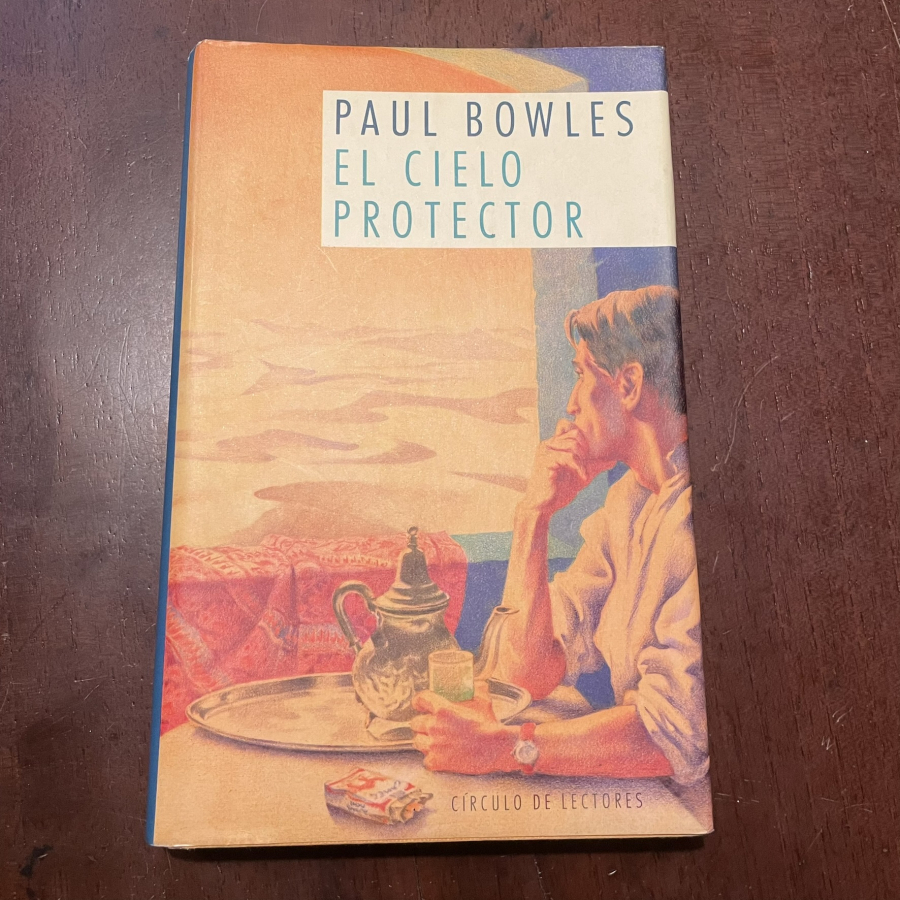 PAUL BOWLES
EL CIELO
PROTECTOR
CÍRCULO DE LECTORES